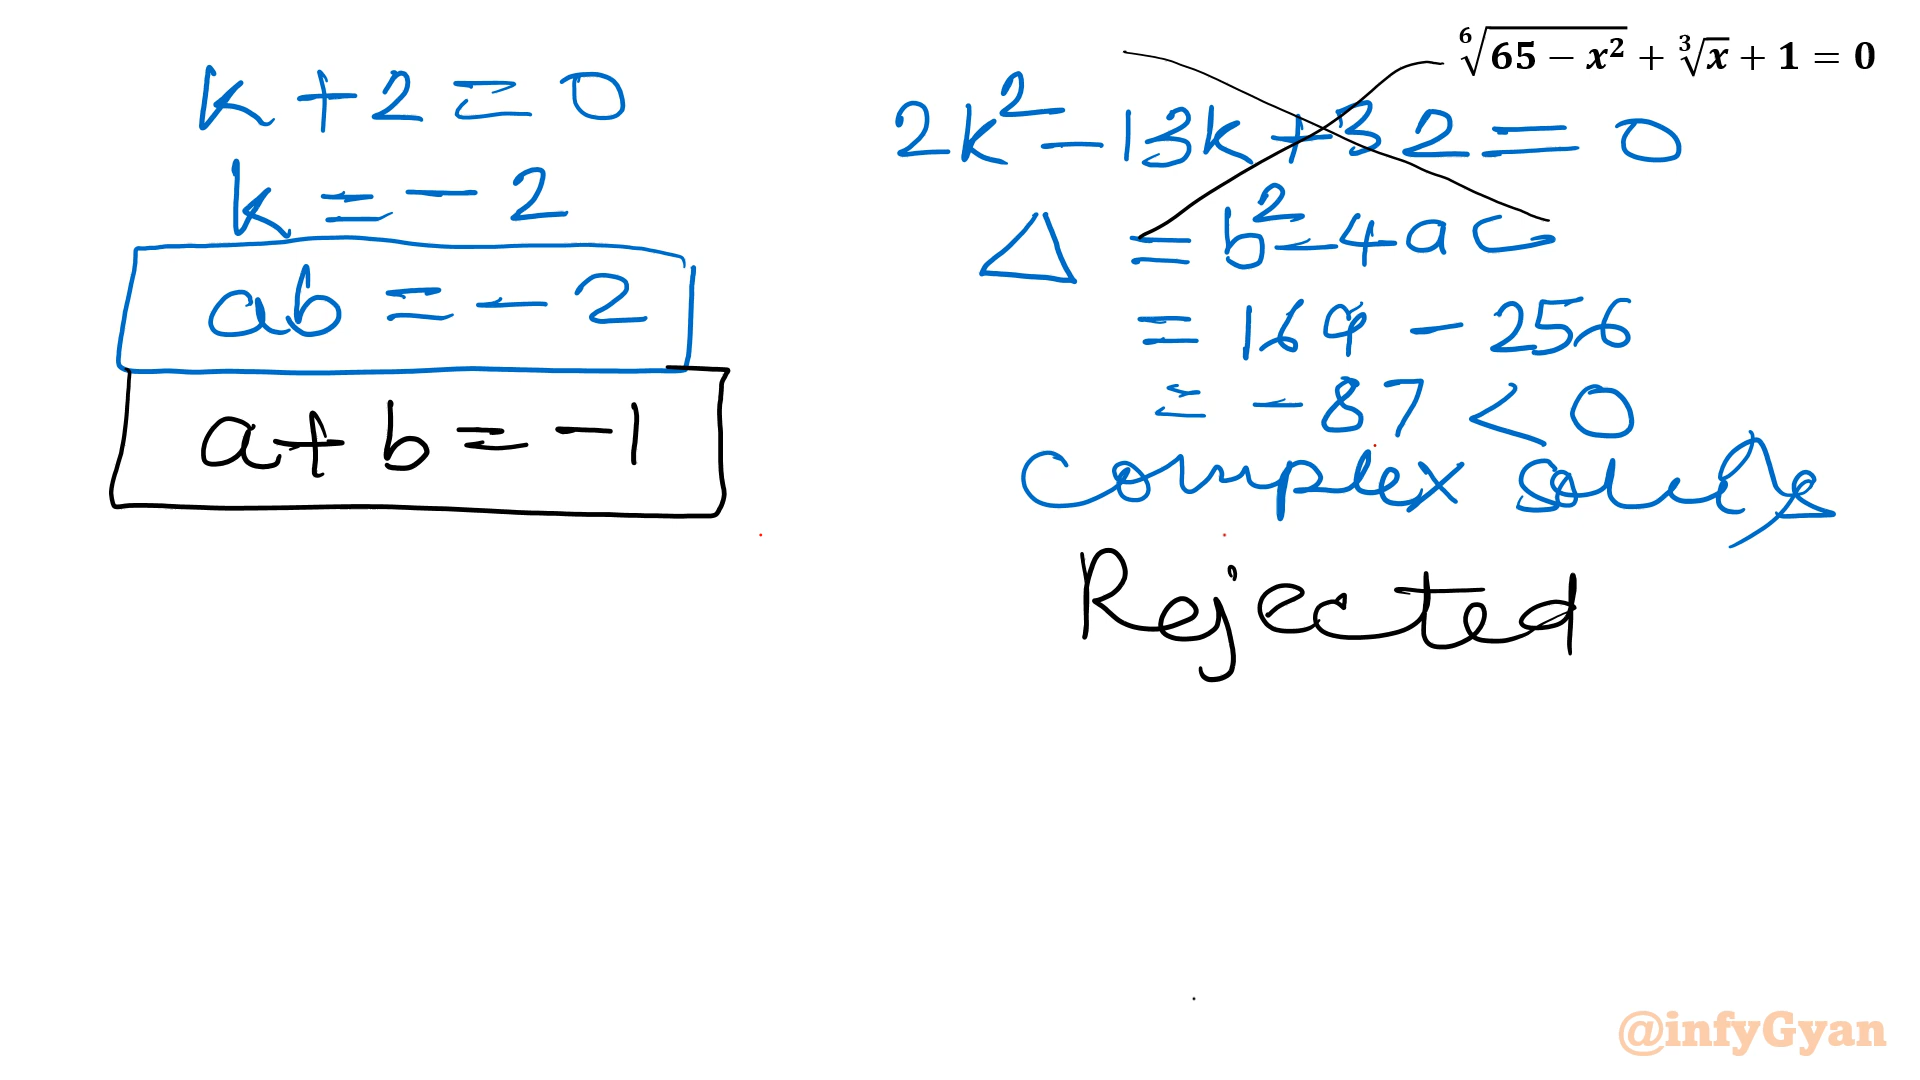 ⁶√(65 − x²) + ³√x + 1 = 0
k + 2 = 0
k = − 2
ab = − 2
a + b = − 1
2k² − 13k + 32 = 0
Δ = b² − 4ac
= 169 − 256
= − 87 < 0
complex
Rejected
@infyGyan